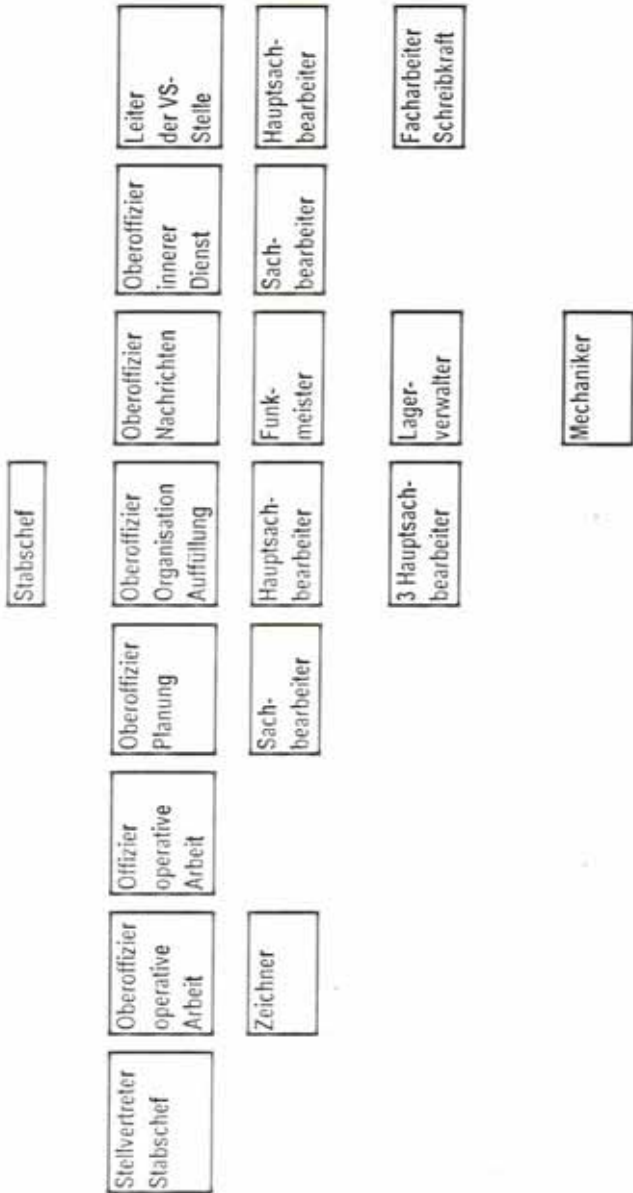 Stabschef
Stellvertreter
Stabschef
Oberoffizier
operative
Arbeit
Offizier
operative
Arbeit
Oberoffizier
Planung
Oberoffizier
Organisation
Auffüllung
Oberoffizier
Nachrichten
Oberoffizier
innerer
Dienst
Leiter
der VS-
Stelle
Zeichner
Sach-
bearbeiter
Hauptsach-
bearbeiter
Funk-
meister
Sach-
bearbeiter
Hauptsach-
bearbeiter
3 Hauptsach-
bearbeiter
Lager-
verwalter
Facharbeiter
Schreibkraft
Mechaniker